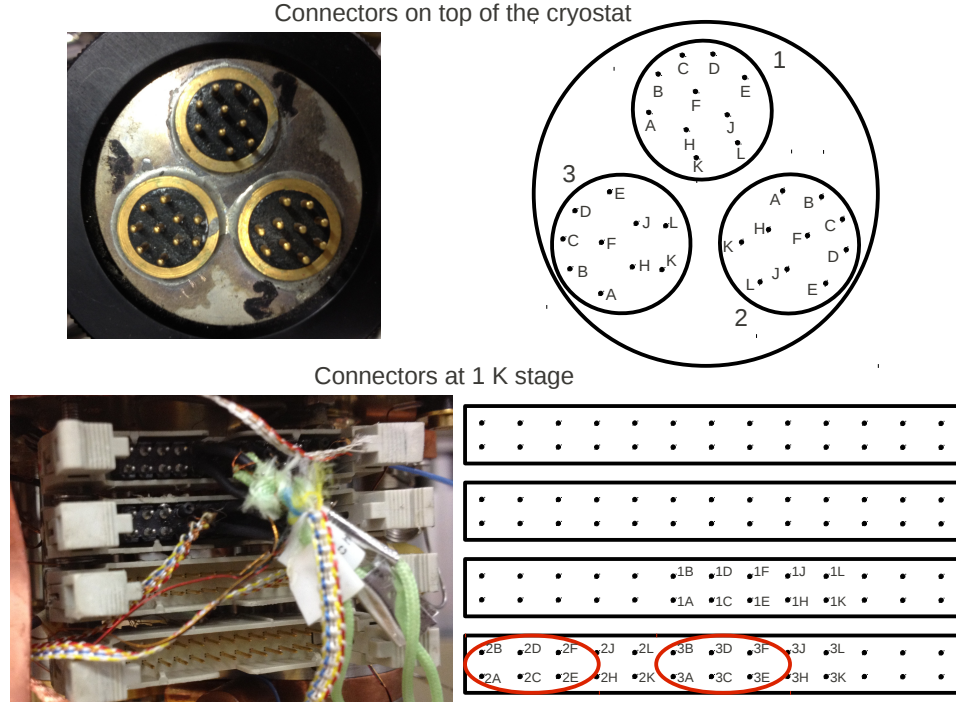 Connectors on top of the cryostat
1
C D
B E
F
A J
H L
K
3
E
D
J L
C F
H K
B
A
A B
H F C
K D
J
L E
2
Connectors at 1 K stage
1B 1D 1F 1J 1L
1A 1C 1E 1H 1K
2B 2D 2F 2J 2L 3B 3D 3F 3J 3L
2A 2C 2E 2H 2K 3A 3C 3E 3H 3K